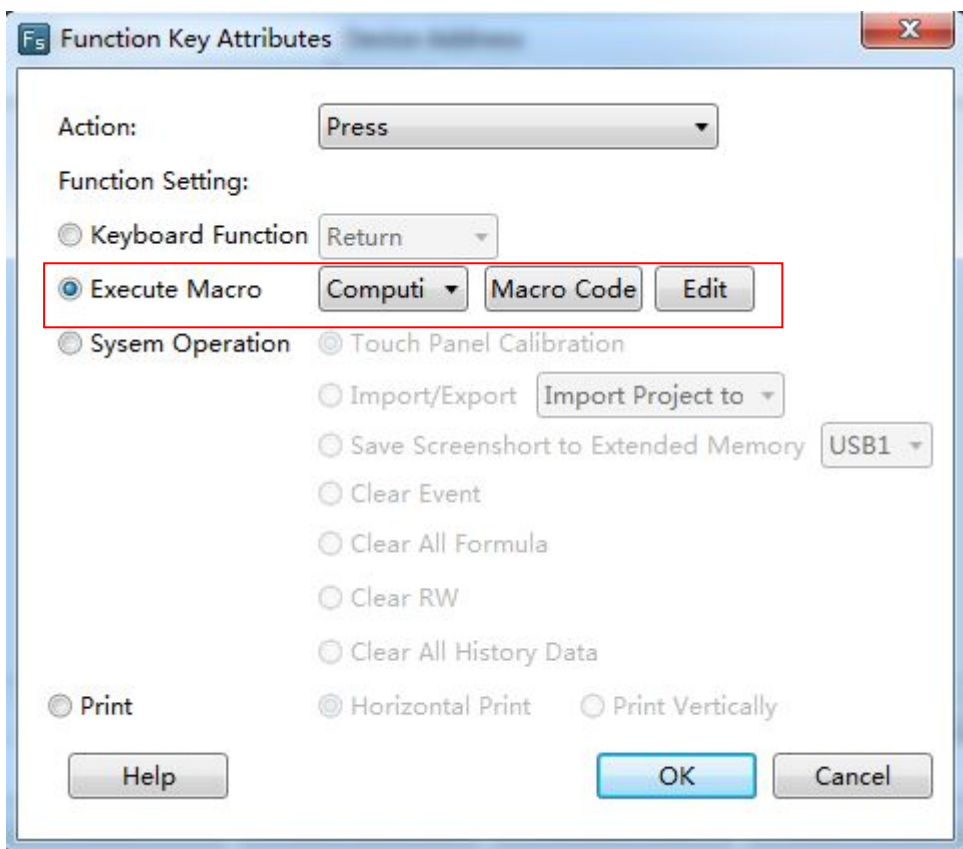 Fs Function Key Attributes
Action: Press
Function Setting:
Keyboard Function Return
Execute Macro Computi Macro Code Edit
Sysem Operation Touch Panel Calibration
Import/Export Import Project to
Save Screenshort to Extended Memory USB1
Clear Event
Clear All Formula
Clear RW
Clear All History Data
Print Horizontal Print Print Vertically
Help OK Cancel